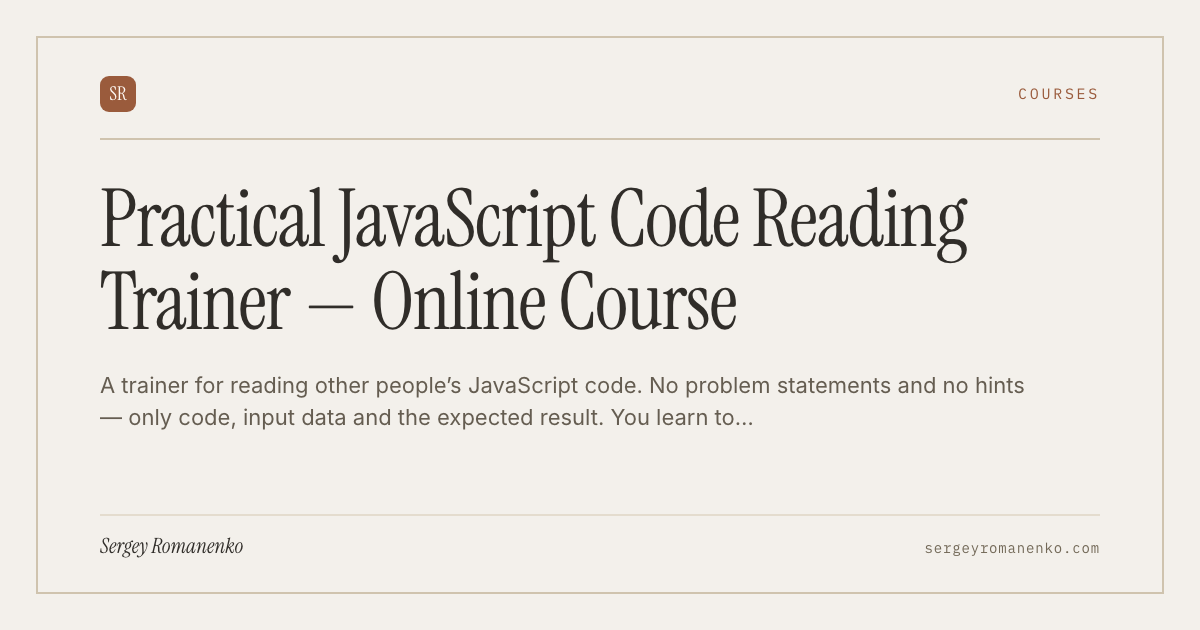 SR
COURSES
Practical JavaScript Code Reading
Trainer — Online Course
A trainer for reading other people’s JavaScript code. No problem statements and no hints
— only code, input data and the expected result. You learn to…
Sergey Romanenko
sergeyromanenko.com